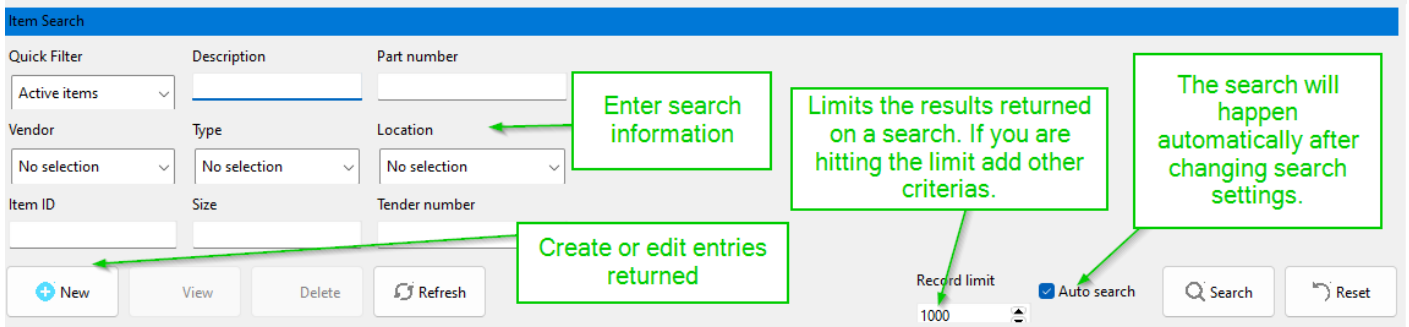 Item Search
Quick Filter
Description
Part number
Active items
Vendor
Type
Location
No selection
No selection
No selection
Item ID
Size
Tender number
New
View
Delete
Refresh
Record limit
1000
Auto search
Search
Reset
Enter search
information
Limits the results returned
on a search. If you are
hitting the limit add other
criterias.
The search will
happen
automatically after
changing search
settings.
Create or edit entries
returned